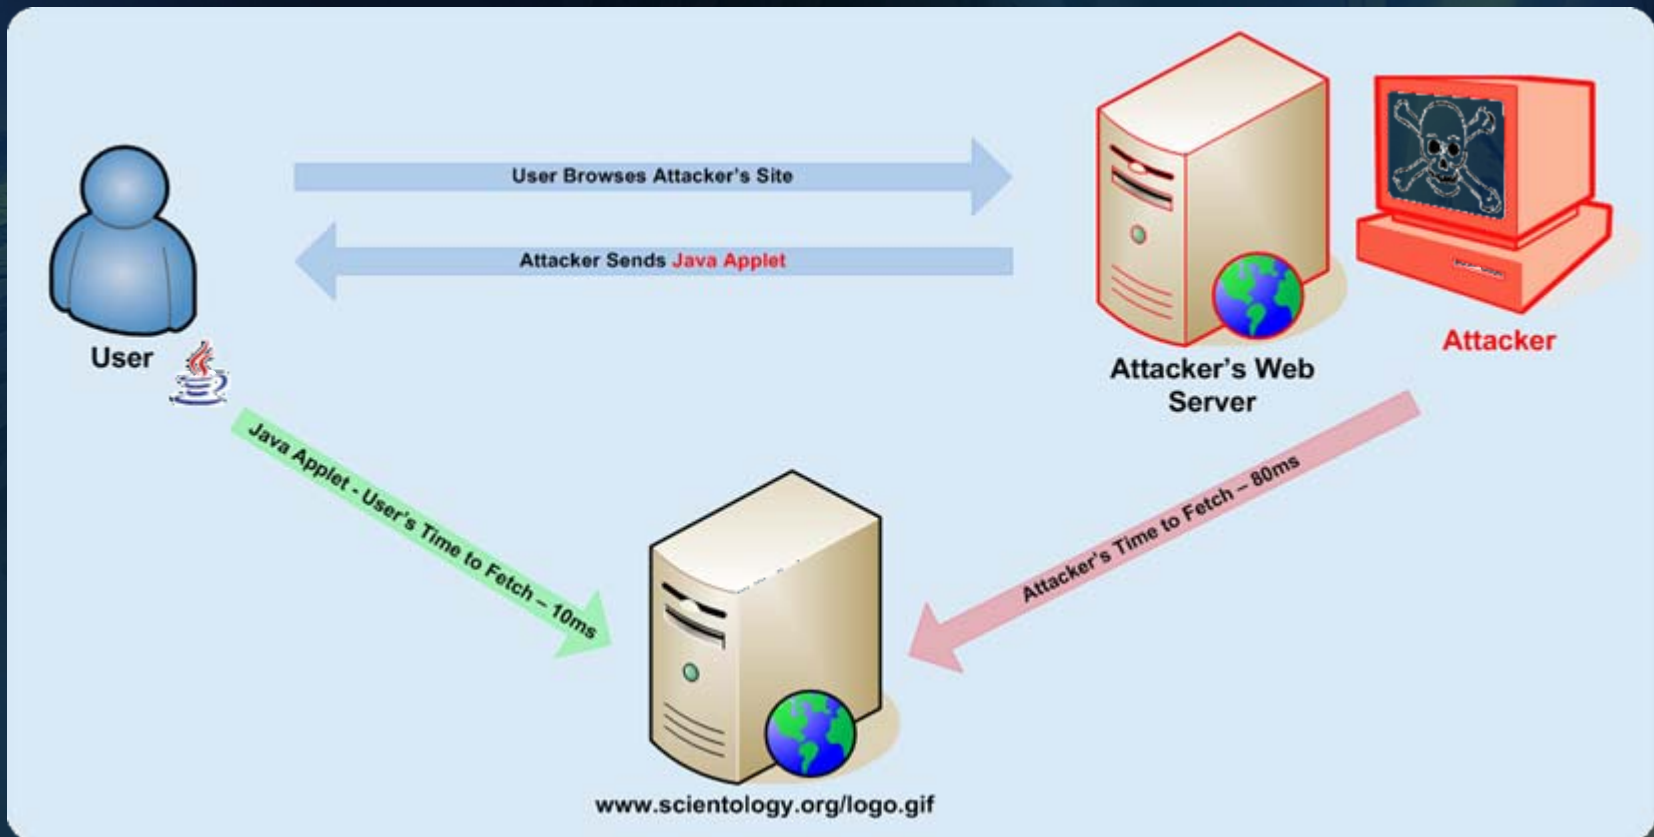 User Browses Attacker's Site
Attacker Sends Java Applet
User
Attacker's Web
Server
Attacker
Java Applet - User's Time to Fetch – 10ms
Attacker's Time to Fetch – 80ms
www.scientology.org/logo.gif